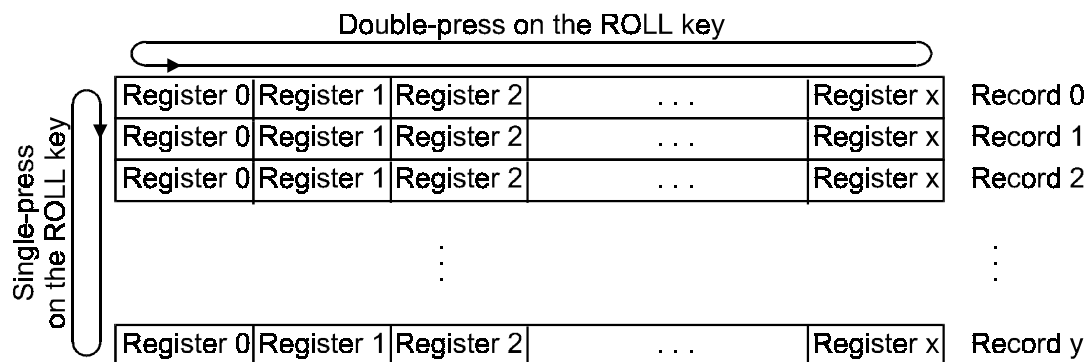 Double-press on the ROLL key
Single-press
on the ROLL key
Register 0 Register 1 Register 2 . . . Register x Record 0
Register 0 Register 1 Register 2 . . . Register x Record 1
Register 0 Register 1 Register 2 . . . Register x Record 2
Register 0 Register 1 Register 2 . . . Register x Record y